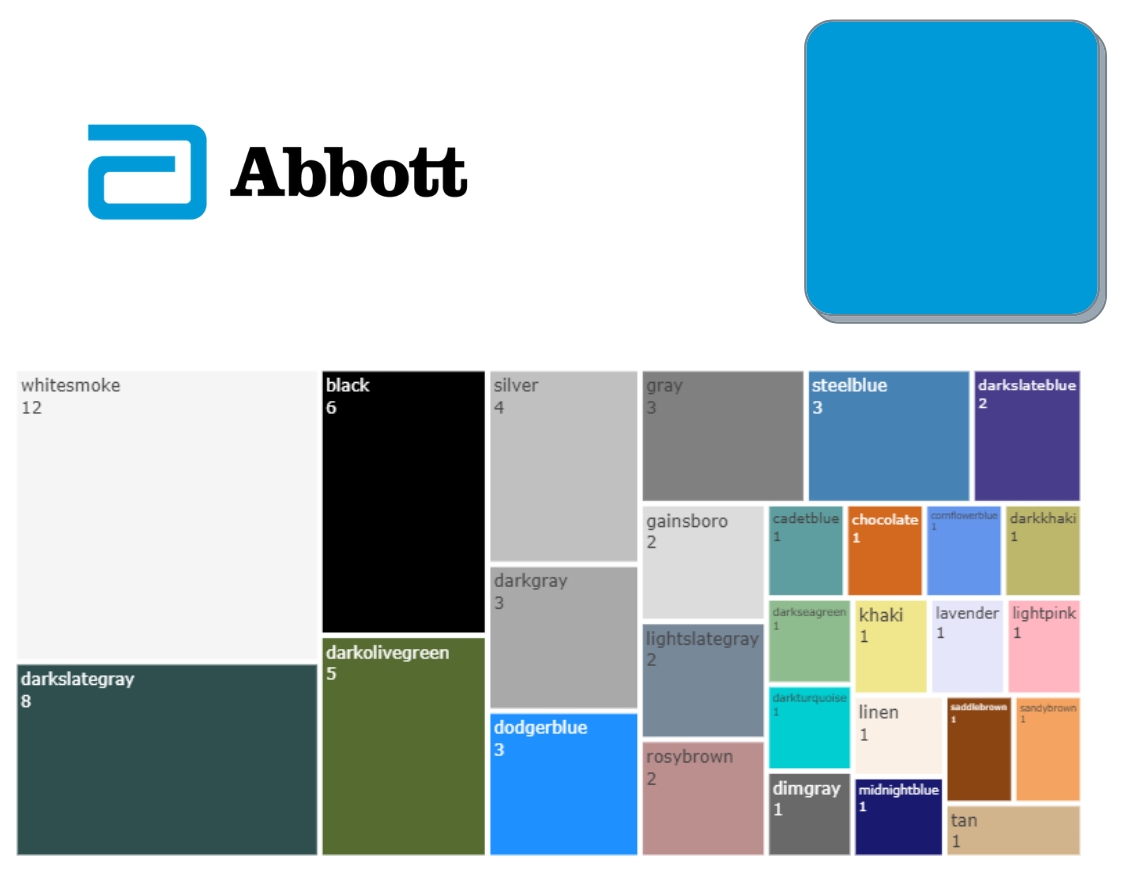 Abbott
whitesmoke
12
black
6
silver
4
gray
3
steelblue
3
darkslateblue
2
gainsboro
2
cadetblue
1
chocolate
1
cornflowerblue
1
darkkhaki
1
darkgray
3
darkseagreen
1
khaki
1
lavender
1
lightpink
1
lightslategray
2
darkolivegreen
5
darkslategray
8
darkturquoise
1
linen
1
saddlebrown
1
sandybrown
1
dodgerblue
3
rosybrown
2
dimgray
1
midnightblue
1
tan
1